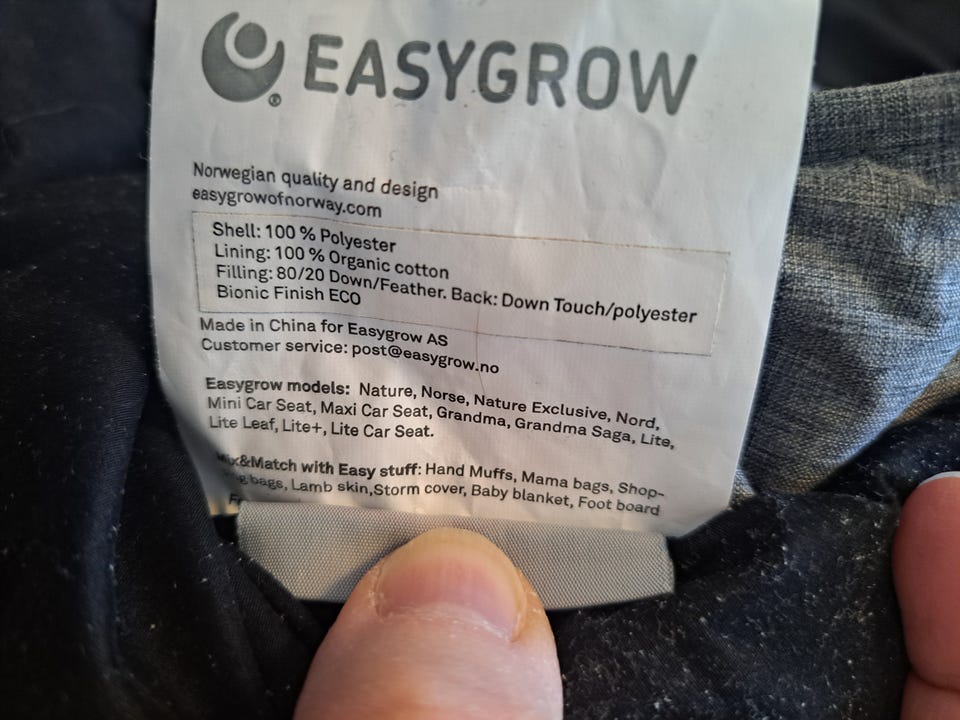 EASYGROW
®
Norwegian quality and design
easygrowofnorway.com
Shell: 100 % Polyester
Lining: 100 % Organic cotton
Filling: 80/20 Down/Feather. Back: Down Touch/polyester
Bionic Finish ECO
Made in China for Easygrow AS
Customer service: post@easygrow.no
Easygrow models: Nature, Norse, Nature Exclusive, Nord,
Mini Car Seat, Maxi Car Seat, Grandma, Grandma Saga, Lite,
Lite Leaf, Lite+, Lite Car Seat.
Mix&Match with Easy stuff: Hand Muffs, Mama bags, Shop-
bags, Lamb skin,Storm cover, Baby blanket, Foot board